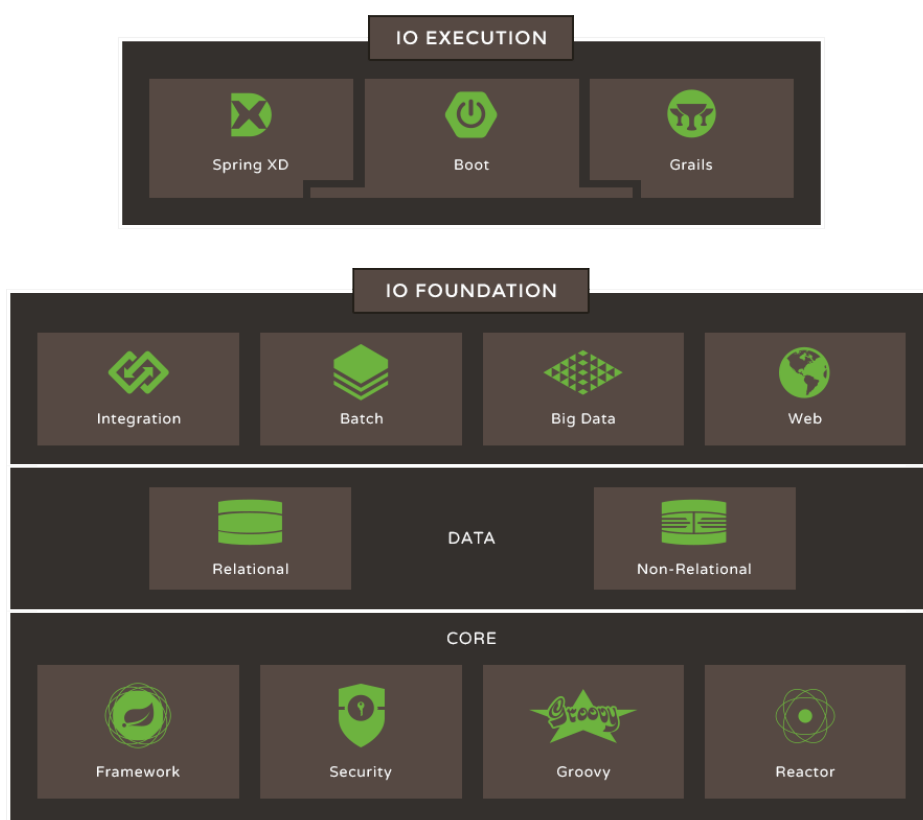 IO EXECUTION
Spring XD
Boot
Grails
IO FOUNDATION
Integration
Batch
Big Data
Web
DATA
Relational
Non-Relational
CORE
Groovy
Framework
Security
Groovy
Reactor